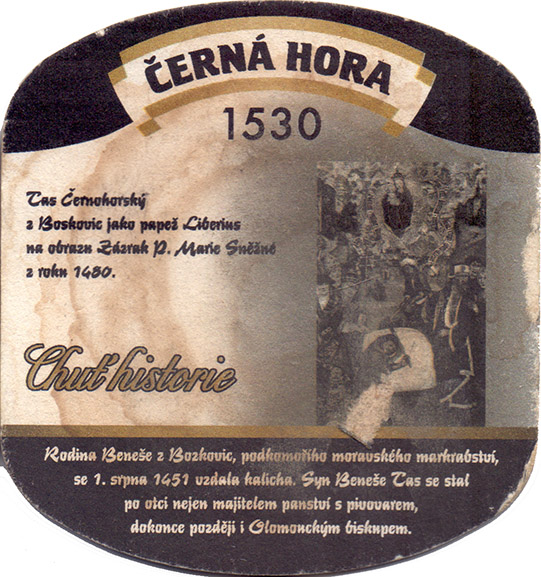 ČERNÁ HORA
1530
Tas Černohorský
z Boskovic jako papež Liberius
na obrazu Zázrak P. Marie Sněžné
z roku 1480.
Chuť historie
Rodina Beneše z Bozkovic, podkomořího moravského markrabství,
se 1. srpna 1451 vzdala kalicha. Syn Beneše Tas se stal
po otci nejen majitelem panství s pivovarem,
dokonce později i Olomouckým biskupem.